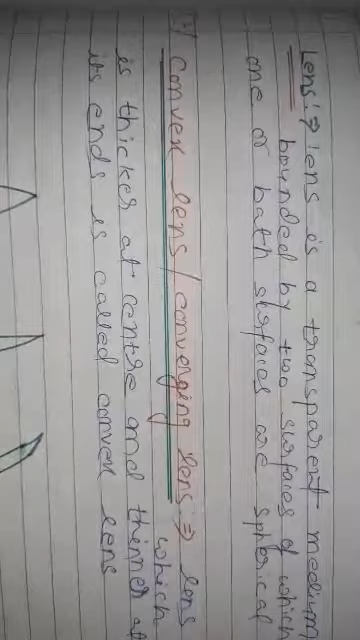 Lens:⇒ lens is a transparent medium
bounded by two surfaces of which
one or both surfaces are spherical
Convex lens/converging lens:⇒ lens
which
is thicker at centre and thinner at
its ends is called convex lens